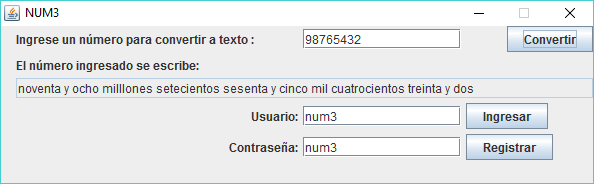 NUM3
Ingrese un número para convertir a texto : 98765432 Convertir
El número ingresado se escribe:
noventa y ocho milllones setecientos sesenta y cinco mil cuatrocientos treinta y dos
Usuario: num3 Ingresar
Contraseña: num3 Registrar